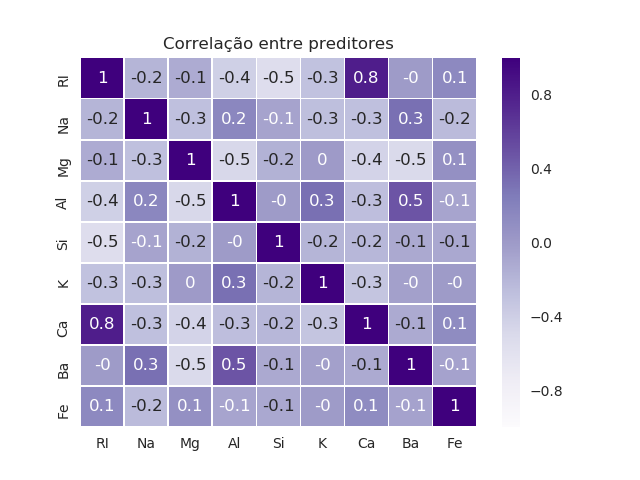 Correlação entre preditores
RI 1 -0.2 -0.1 -0.4 -0.5 -0.3 0.8 -0 0.1
Na -0.2 1 -0.3 0.2 -0.1 -0.3 -0.3 0.3 -0.2
Mg -0.1 -0.3 1 -0.5 -0.2 0 -0.4 -0.5 0.1
Al -0.4 0.2 -0.5 1 -0 0.3 -0.3 0.5 -0.1
Si -0.5 -0.1 -0.2 -0 1 -0.2 -0.2 -0.1 -0.1
K -0.3 -0.3 0 0.3 -0.2 1 -0.3 -0 -0
Ca 0.8 -0.3 -0.4 -0.3 -0.2 -0.3 1 -0.1 0.1
Ba -0 0.3 -0.5 0.5 -0.1 -0 -0.1 1 -0.1
Fe 0.1 -0.2 0.1 -0.1 -0.1 -0 0.1 -0.1 1
RI Na Mg Al Si K Ca Ba Fe
0.8
0.4
0.0
−0.4
−0.8